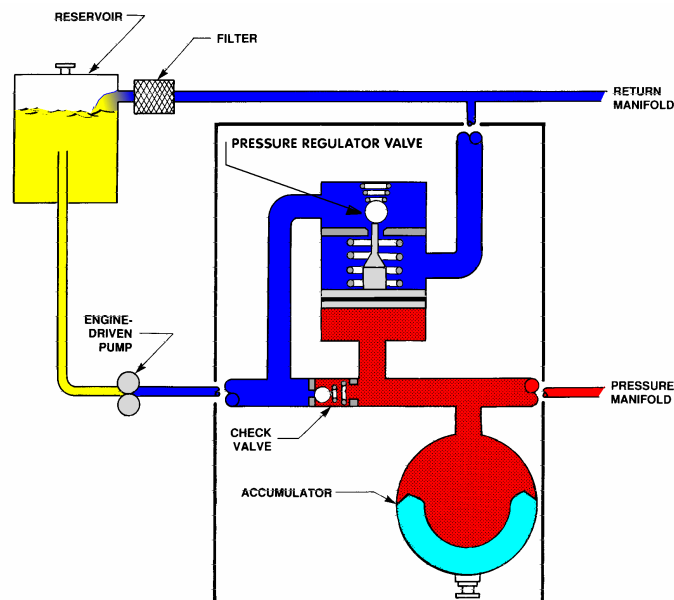 RESERVOIR
FILTER
RETURN
MANIFOLD
PRESSURE REGULATOR VALVE
ENGINE-
DRIVEN
PUMP
PRESSURE
MANIFOLD
CHECK
VALVE
ACCUMULATOR